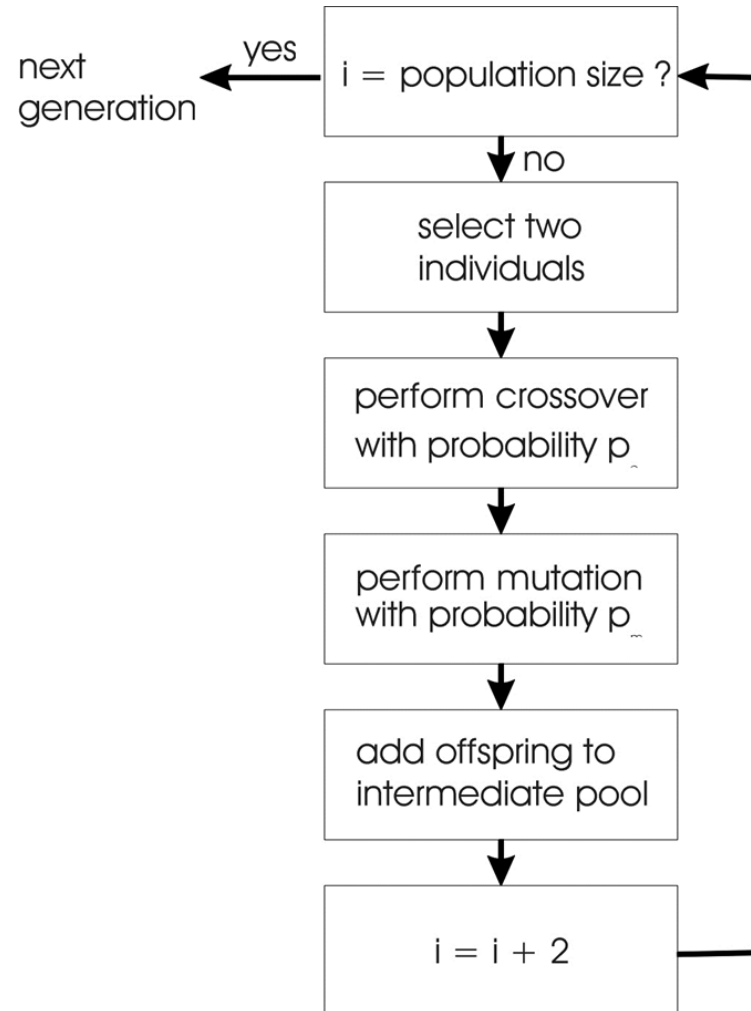 next
generation
yes
i = population size ?
no
select two
individuals
perform crossover
with probability p
perform mutation
with probability p
add offspring to
intermediate pool
i = i + 2